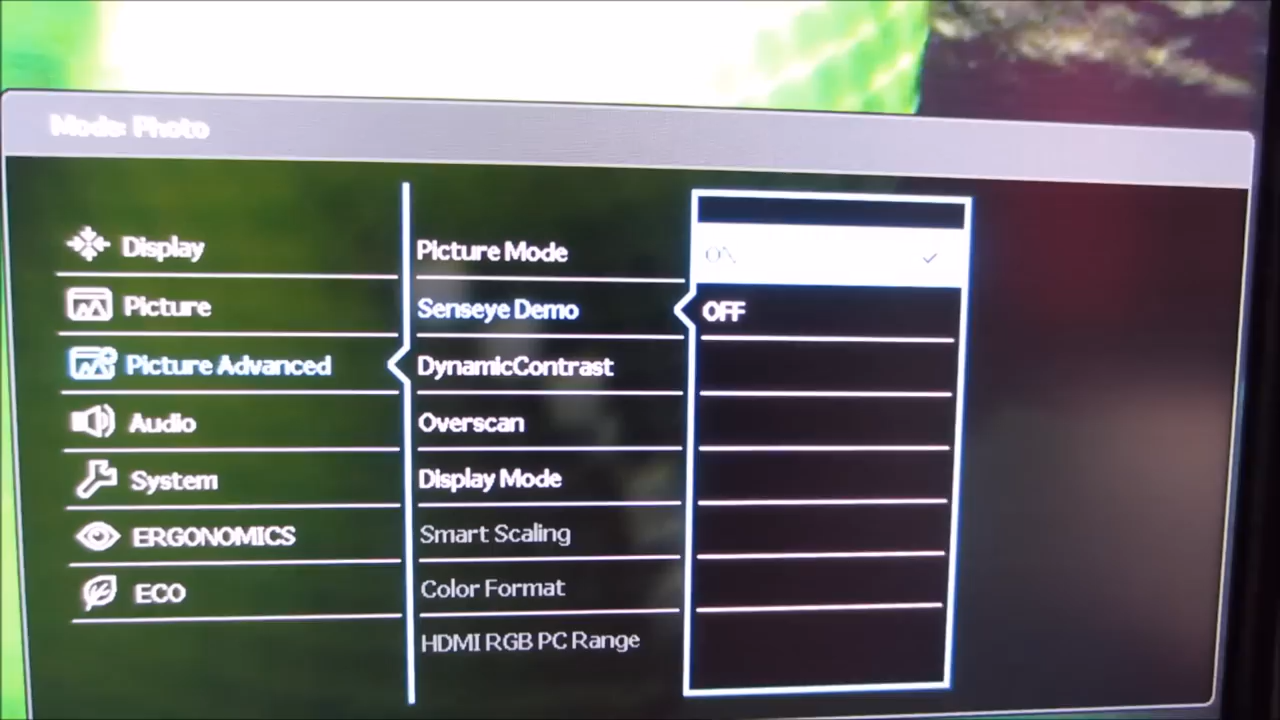 Mode: Photo
Display
Picture
Picture Advanced
Audio
System
ERGONOMICS
ECO
Picture Mode
Senseye Demo
DynamicContrast
Overscan
Display Mode
Smart Scaling
Color Format
HDMI RGB PC Range
ON
OFF